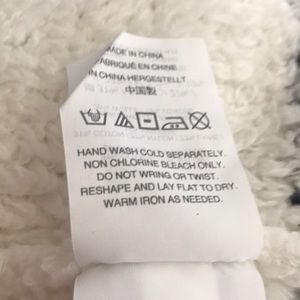 MADE IN CHINA
FABRIQUÉ EN CHINE
IN CHINA HERGESTELLT
中国製
HAND WASH COLD SEPARATELY.
NON CHLORINE BLEACH ONLY.
DO NOT WRING OR TWIST.
RESHAPE AND LAY FLAT TO DRY.
WARM IRON AS NEEDED.